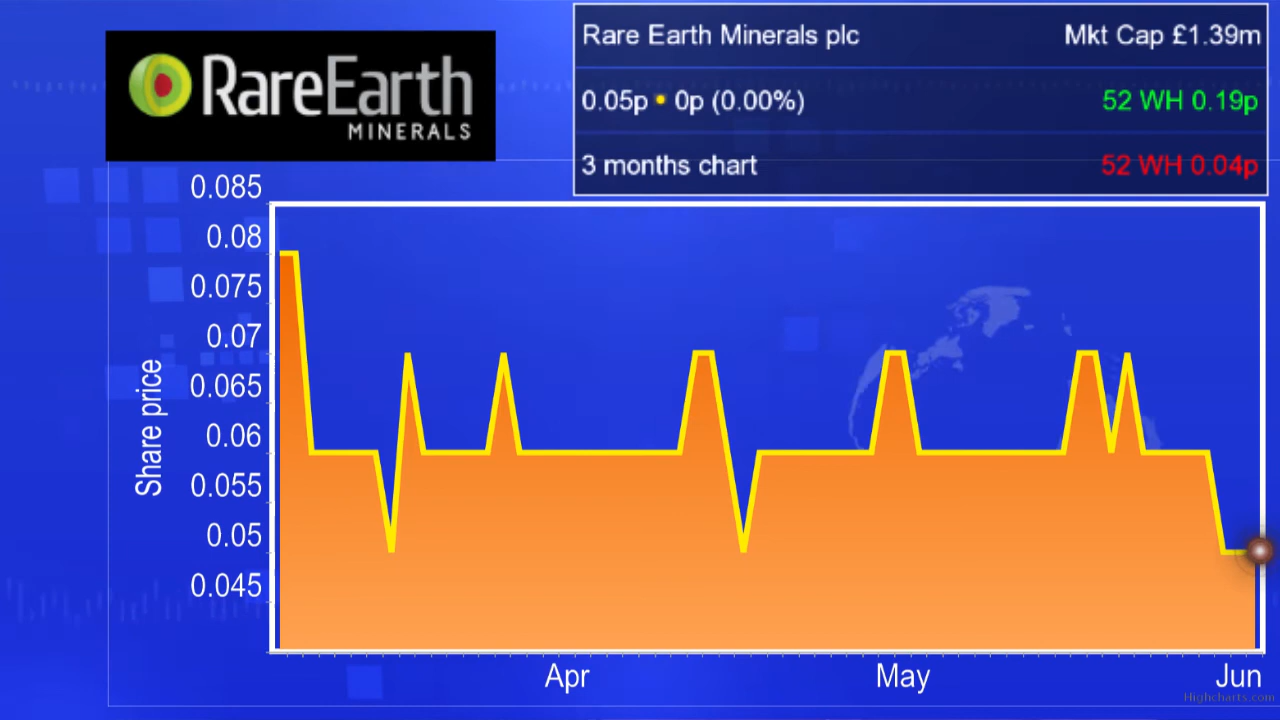 RareEarth
MINERALS
Rare Earth Minerals plc Mkt Cap £1.39m
0.05p • 0p (0.00%) 52 WH 0.19p
3 months chart 52 WH 0.04p
0.085
0.08
0.075
0.07
0.065
0.06
0.055
0.05
0.045
Share price
Apr May Jun
Highcharts.com